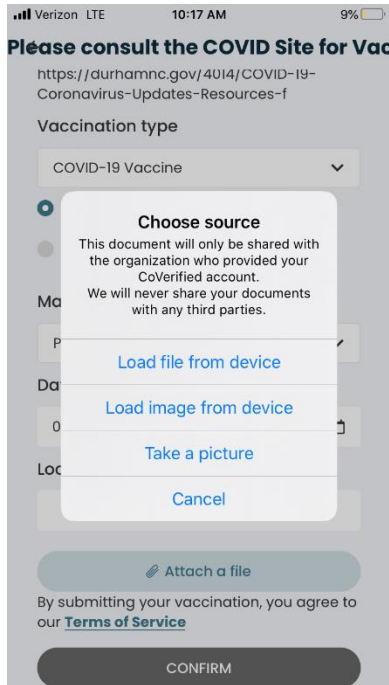 Verizon LTE 10:17 AM 9%
Please consult the COVID Site for Vac
https://durhamnc.gov/4014/COVID-19-
Coronavirus-Updates-Resources-f
Vaccination type
COVID-19 Vaccine
Choose source
This document will only be shared with
the organization who provided your
CoVerified account.
We will never share your documents
with any third parties.
Ma
P
Load file from device
Da
Load image from device
0
Take a picture
Loc
Cancel
Attach a file
By submitting your vaccination, you agree to
our Terms of Service
CONFIRM